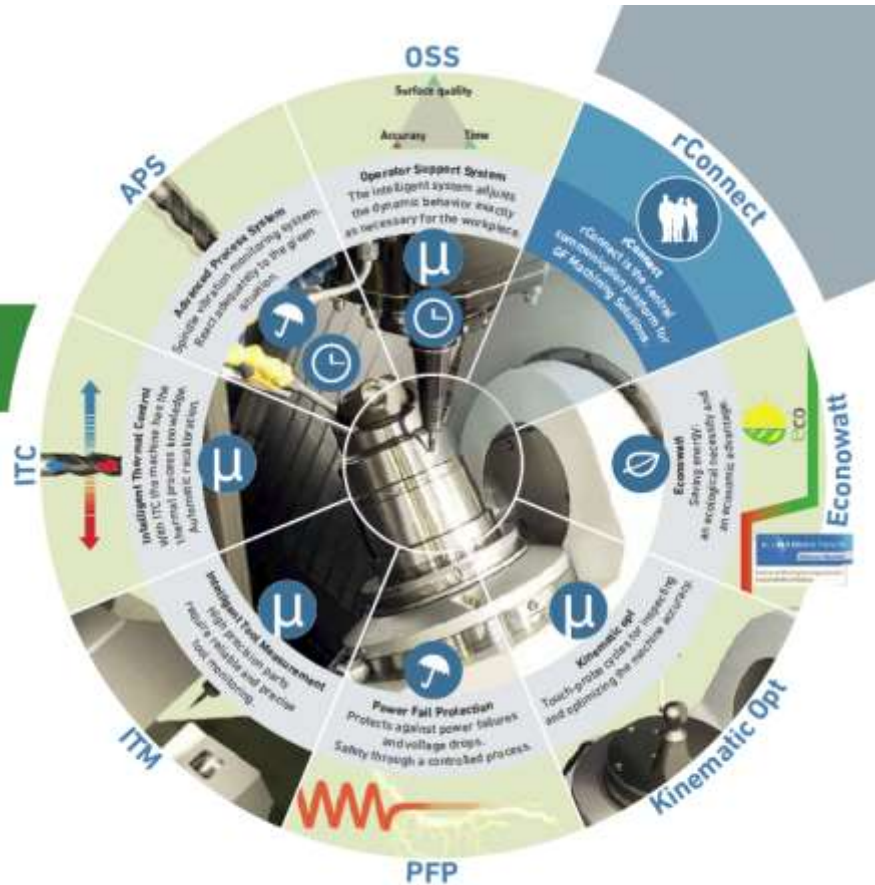 OSS
Surface quality
Accuracy Time
Operator Support System
The intelligent system adjusts
the dynamic behavior exactly
as necessary for the workpiece.
rConnect
rConnect
rConnect is the central
communication platform for
GF Machining Solutions
Econowatt
eco
Econowatt
Saving energy:
an ecological necessity and
an economic advantage.
Kinematic Opt
Kinematic opt
Touch-probe cycles for inspecting
and optimizing the machine accuracy.
PFP
Power Fail Protection
Protects against power failures
and voltage drops.
Safety through a controlled process.
ITM
Intelligent Tool Measurement
High precision parts
require reliable and precise
tool monitoring.
ITC
Intelligent Thermal Control
With ITC the machine has the
thermal process knowledge.
Automatic recalibration.
APS
Advanced Process System
Spindle vibration monitoring system.
React adequately to the given
situation.
µ
µ
µ
µ